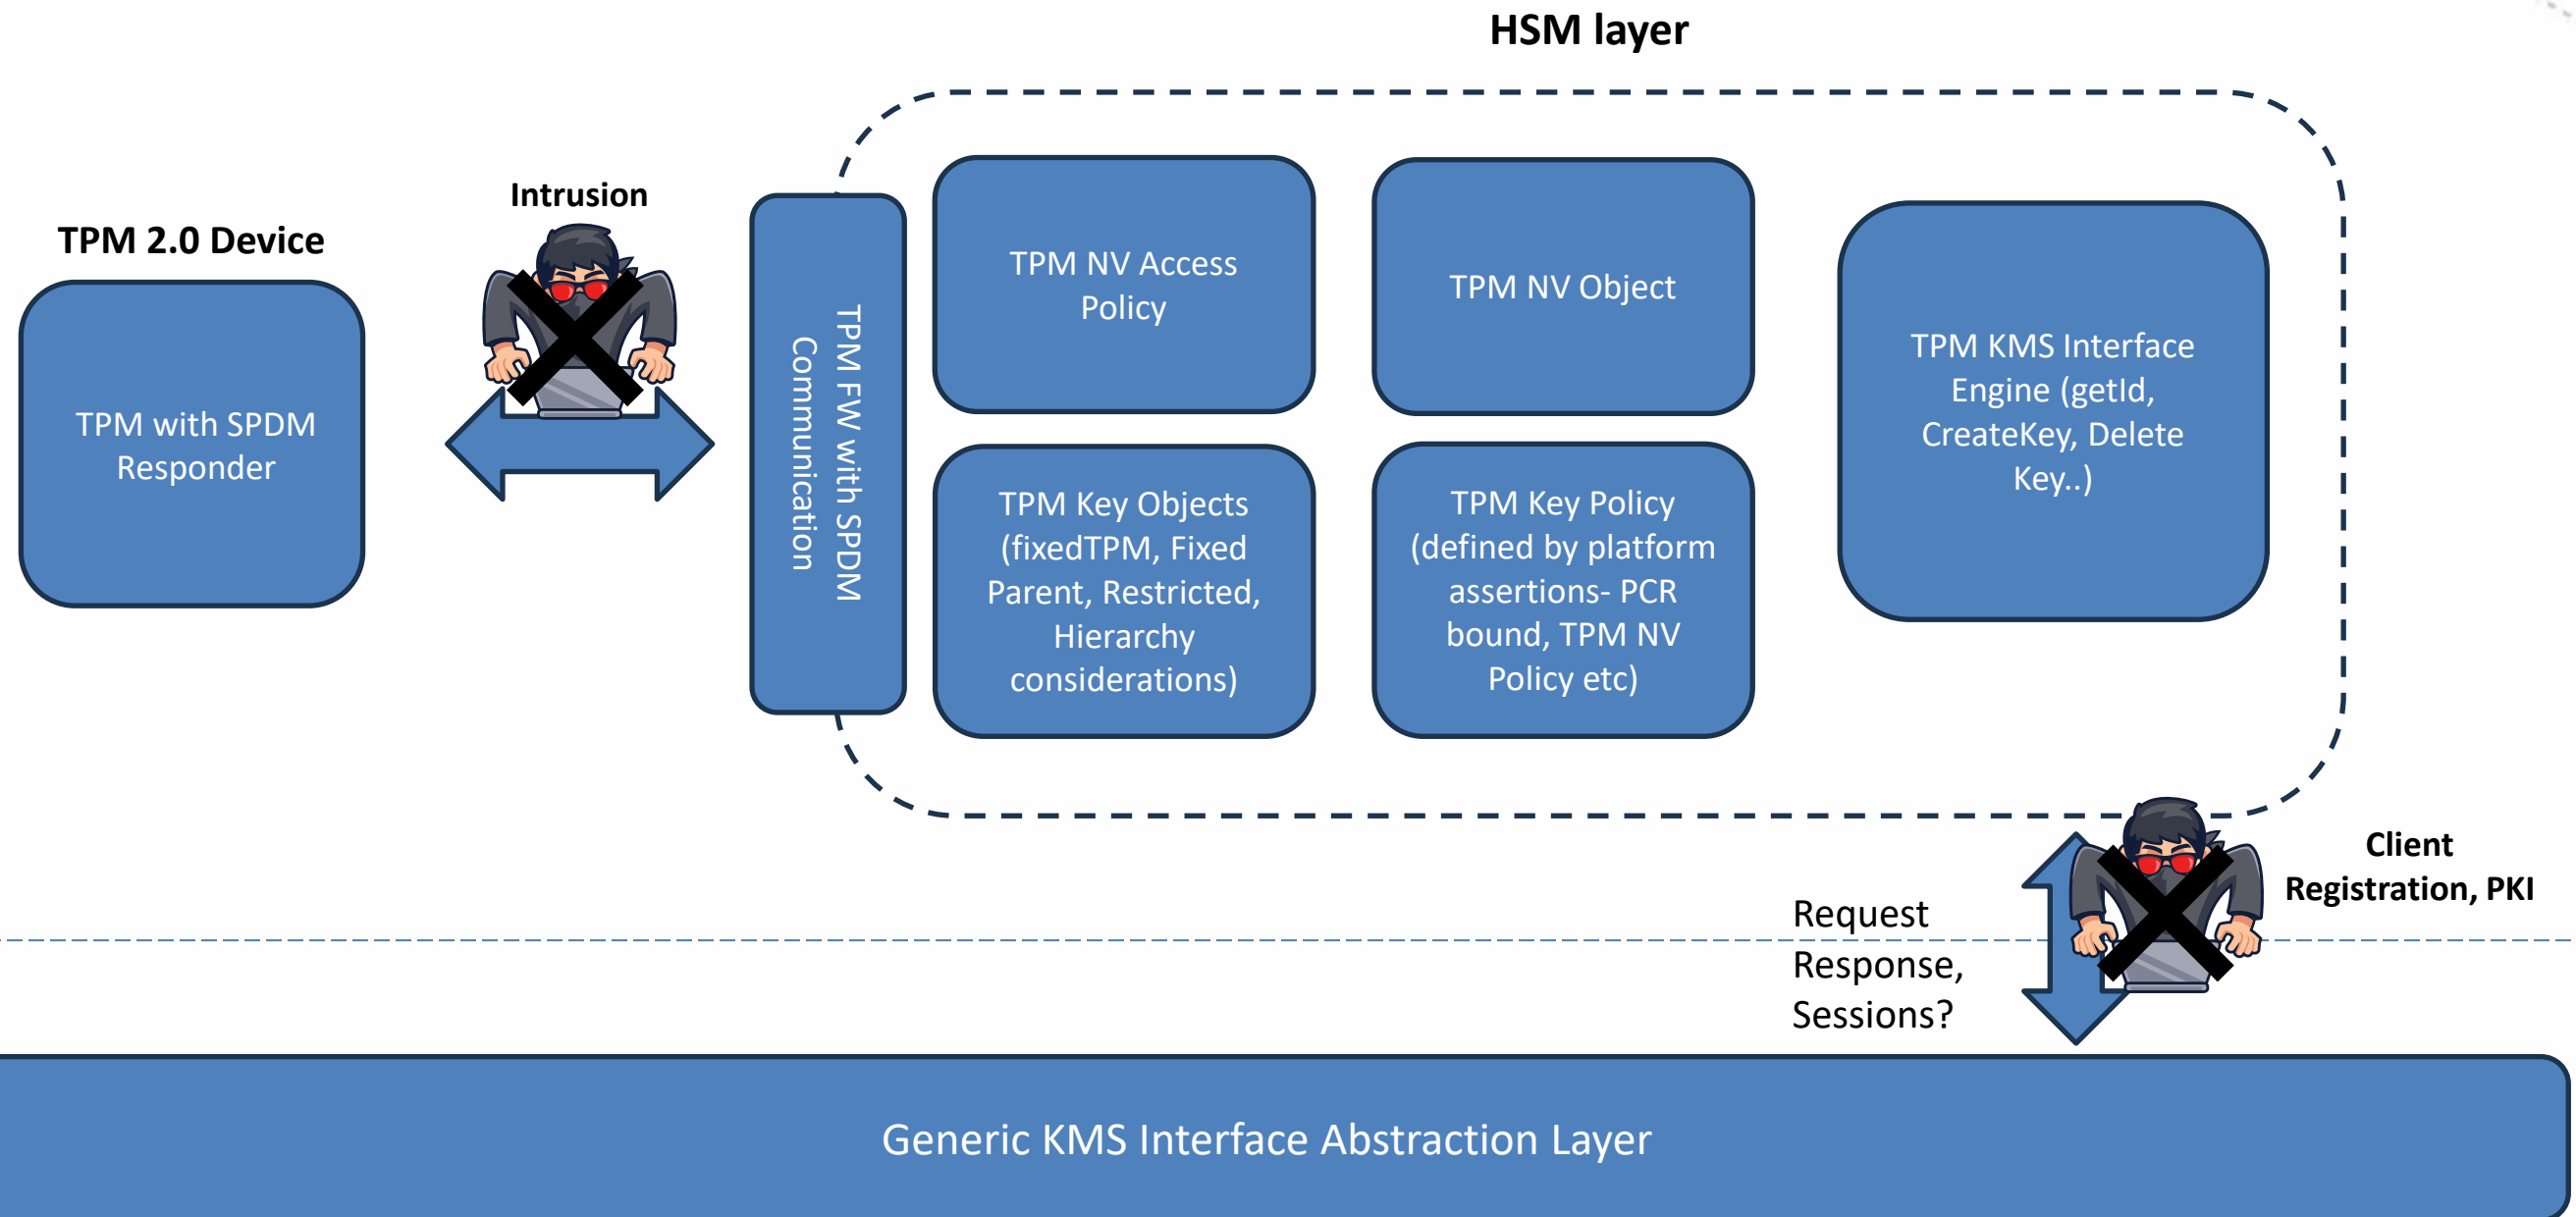 HSM layer
Intrusion
TPM 2.0 Device
TPM with SPDM
Responder
TPM FW with SPDM
Communication
TPM NV Access
Policy
TPM NV Object
TPM Key Objects
(fixedTPM, Fixed
Parent, Restricted,
Hierarchy
considerations)
TPM Key Policy
(defined by platform
assertions- PCR
bound, TPM NV
Policy etc)
TPM KMS Interface
Engine (getId,
CreateKey, Delete
Key..)
Client
Registration, PKI
Request
Response,
Sessions?
Generic KMS Interface Abstraction Layer